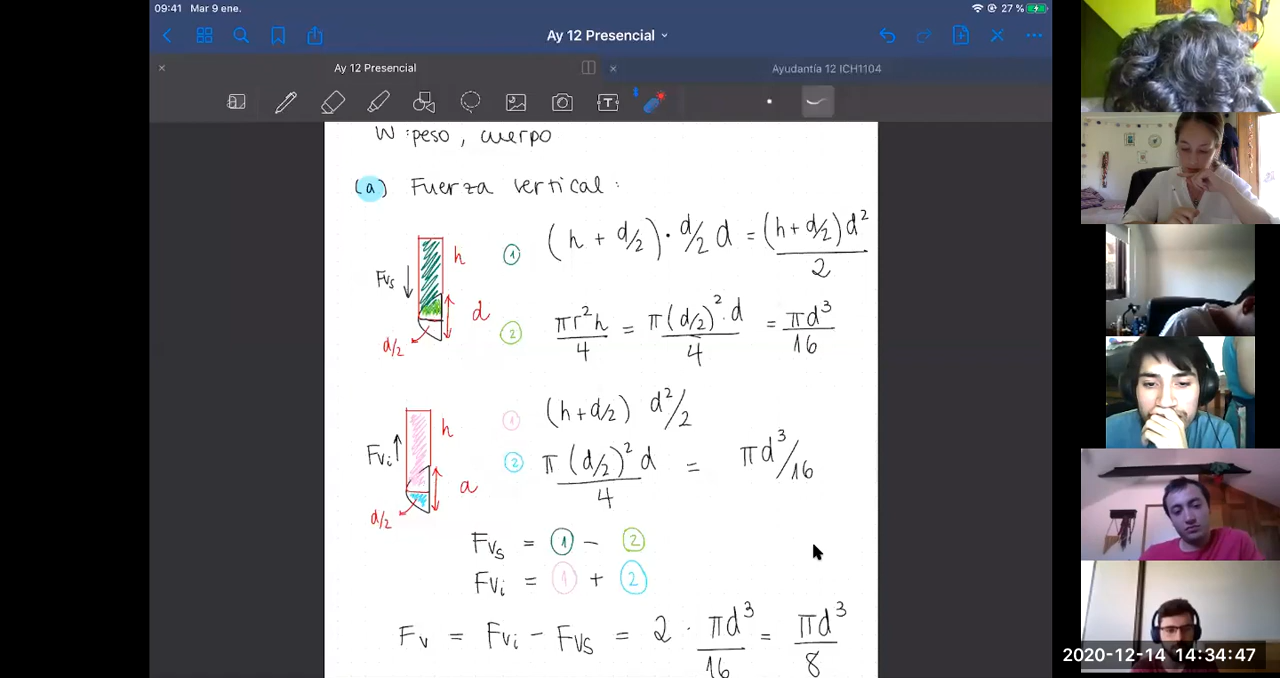 09:41 Mar 9 ene.
27 %
Ay 12 Presencial
Ay 12 Presencial
Ayudantía 12 ICH1104
W : peso , cuerpo
(a) Fuerza vertical :
h
Fvs
d
d/2
① (h + d/2) · d/2 d = (h + d/2) d² / 2
② πr²h / 4 = π(d/2)² · d / 4 = πd³ / 16
h
Fvi
a
d/2
① (h+d/2) d²/2
② π (d/2)² d / 4 = πd³/16
Fvs = ① − ②
Fvi = ① + ②
Fv = Fvi − Fvs = 2 · πd³ / 16 = πd³ / 8
2020-12-14 14:34:47